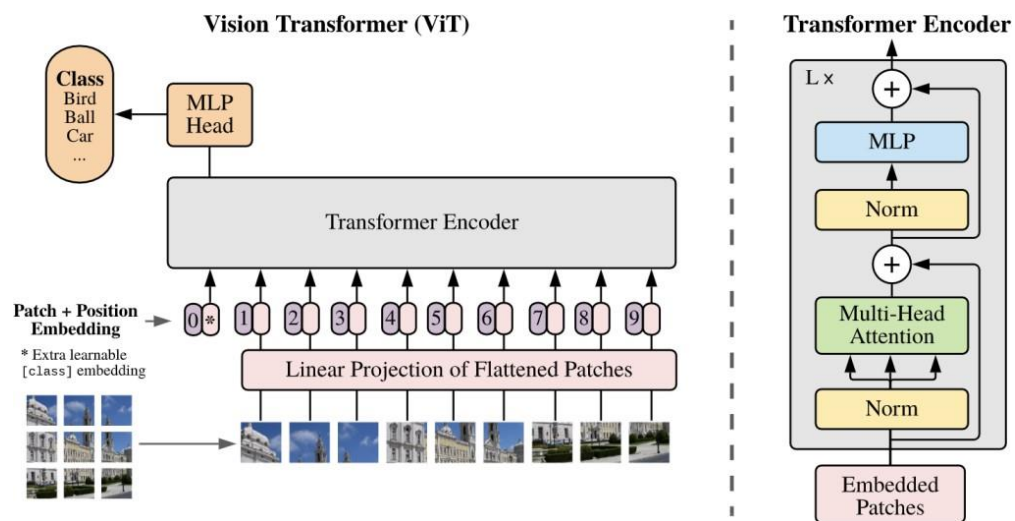 Vision Transformer (ViT)
Class
Bird
Ball
Car
...
MLP
Head
Transformer Encoder
Patch + Position
Embedding
0 * 1 2 3 4 5 6 7 8 9
* Extra learnable
[class] embedding
Linear Projection of Flattened Patches
Transformer Encoder
L ×
+
MLP
Norm
+
Multi-Head
Attention
Norm
Embedded
Patches